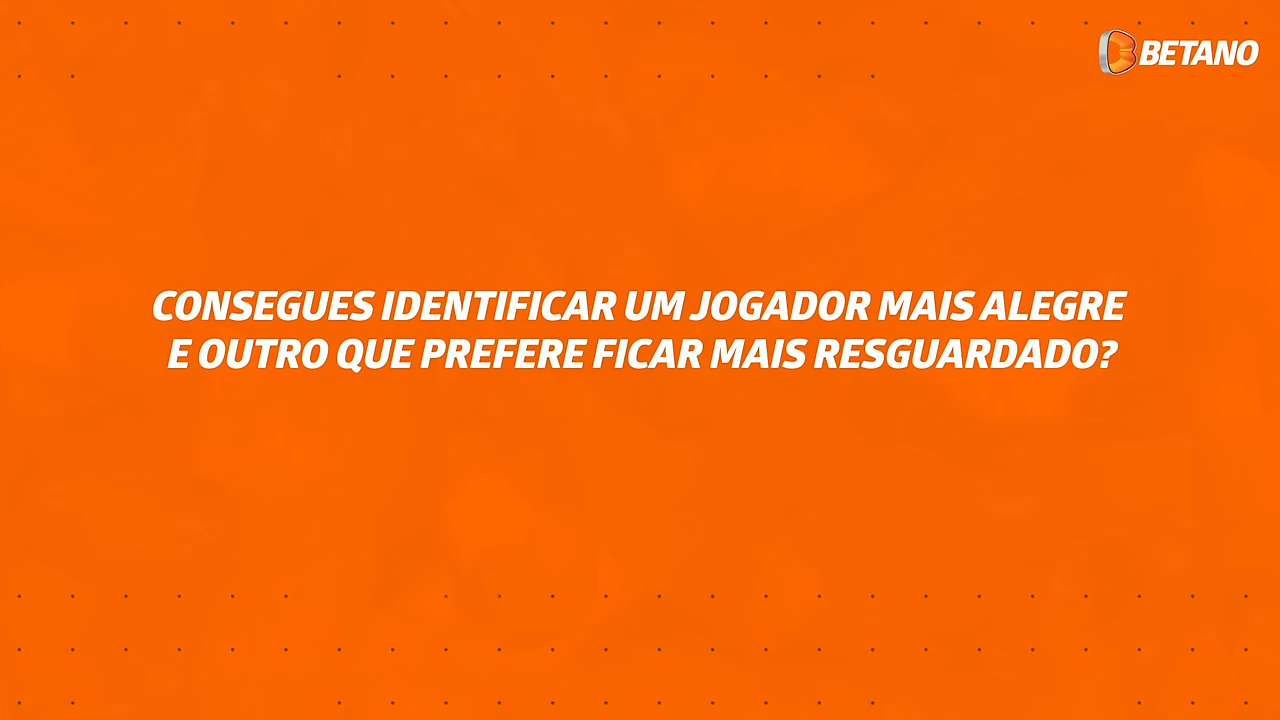 BETANO
CONSEGUES IDENTIFICAR UM JOGADOR MAIS ALEGRE
E OUTRO QUE PREFERE FICAR MAIS RESGUARDADO?